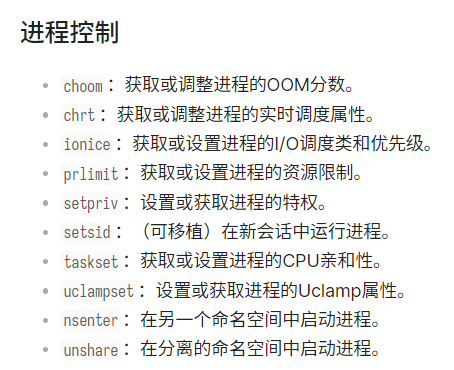 进程控制
choom：获取或调整进程的OOM分数。
chrt：获取或调整进程的实时调度属性。
ionice：获取或设置进程的I/O调度类和优先级。
prlimit：获取或设置进程的资源限制。
setpriv：设置或获取进程的特权。
setsid：（可移植）在新会话中运行进程。
taskset：获取或设置进程的CPU亲和性。
uclampset：设置或获取进程的Uclamp属性。
nsenter：在另一个命名空间中启动进程。
unshare：在分离的命名空间中启动进程。